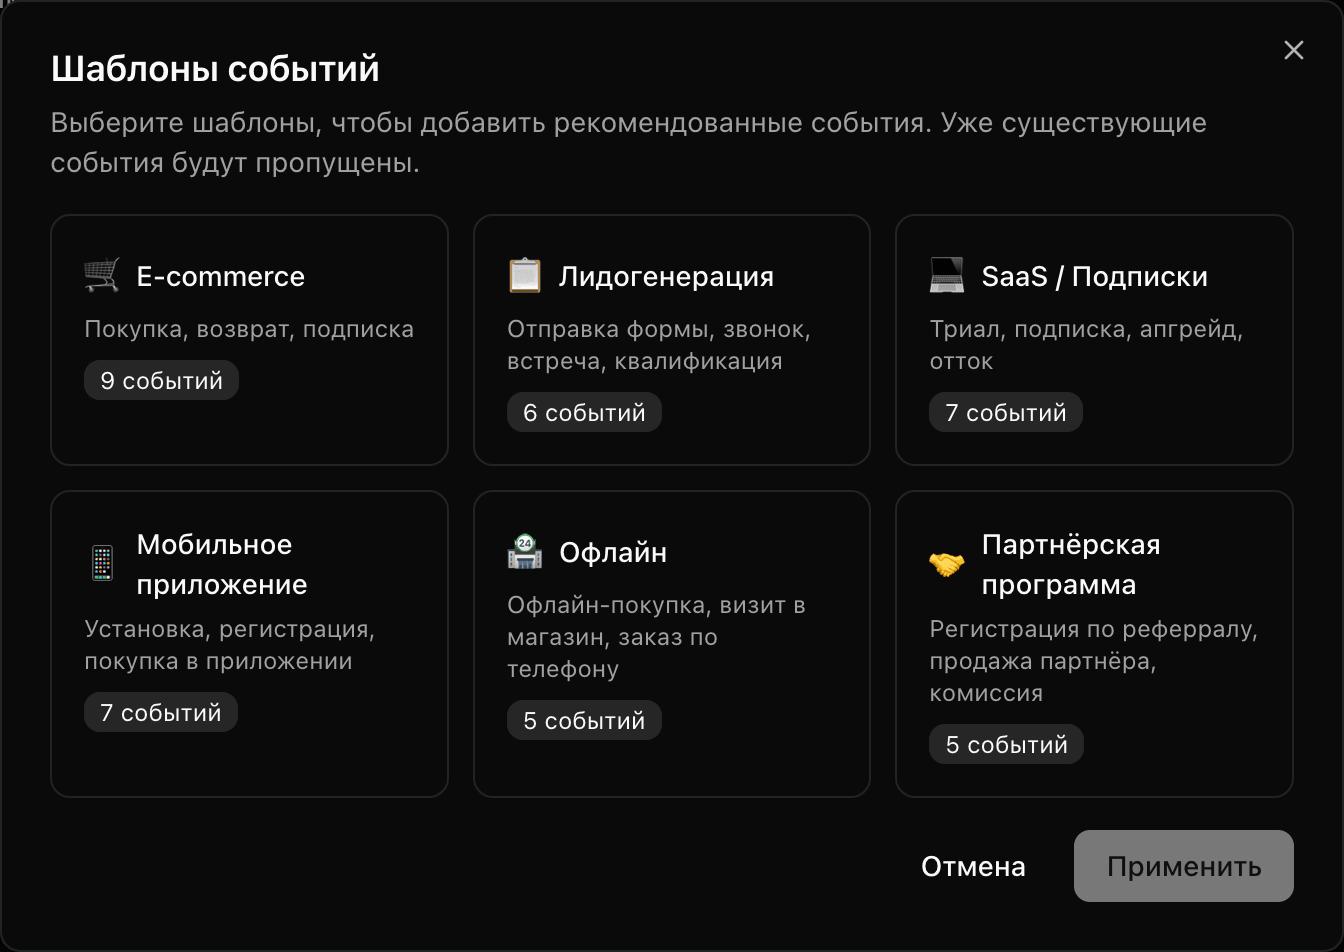 Шаблоны событий
Выберите шаблоны, чтобы добавить рекомендованные события. Уже существующие
события будут пропущены.
E-commerce
Покупка, возврат, подписка
9 событий
Лидогенерация
Отправка формы, звонок,
встреча, квалификация
6 событий
SaaS / Подписки
Триал, подписка, апгрейд,
отток
7 событий
Мобильное
приложение
Установка, регистрация,
покупка в приложении
7 событий
24
Офлайн
Офлайн-покупка, визит в
магазин, заказ по
телефону
5 событий
Партнёрская
программа
Регистрация по реферралу,
продажа партнёра,
комиссия
5 событий
Отмена
Применить